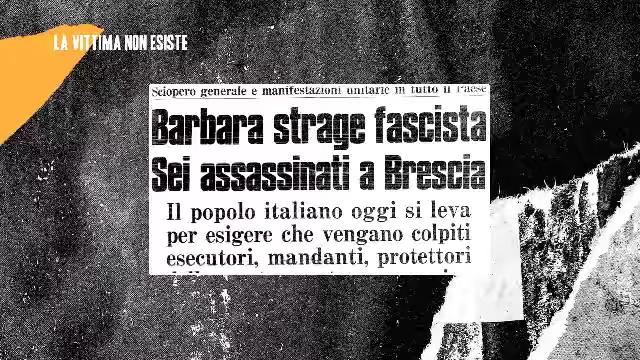 LA VITTIMA NON ESISTE
Sciopero generale e manifestazioni unitarie in tutto il Paese
Barbara strage fascista
Sei assassinati a Brescia
Il popolo italiano oggi si leva
per esigere che vengano colpiti
esecutori, mandanti, protettori